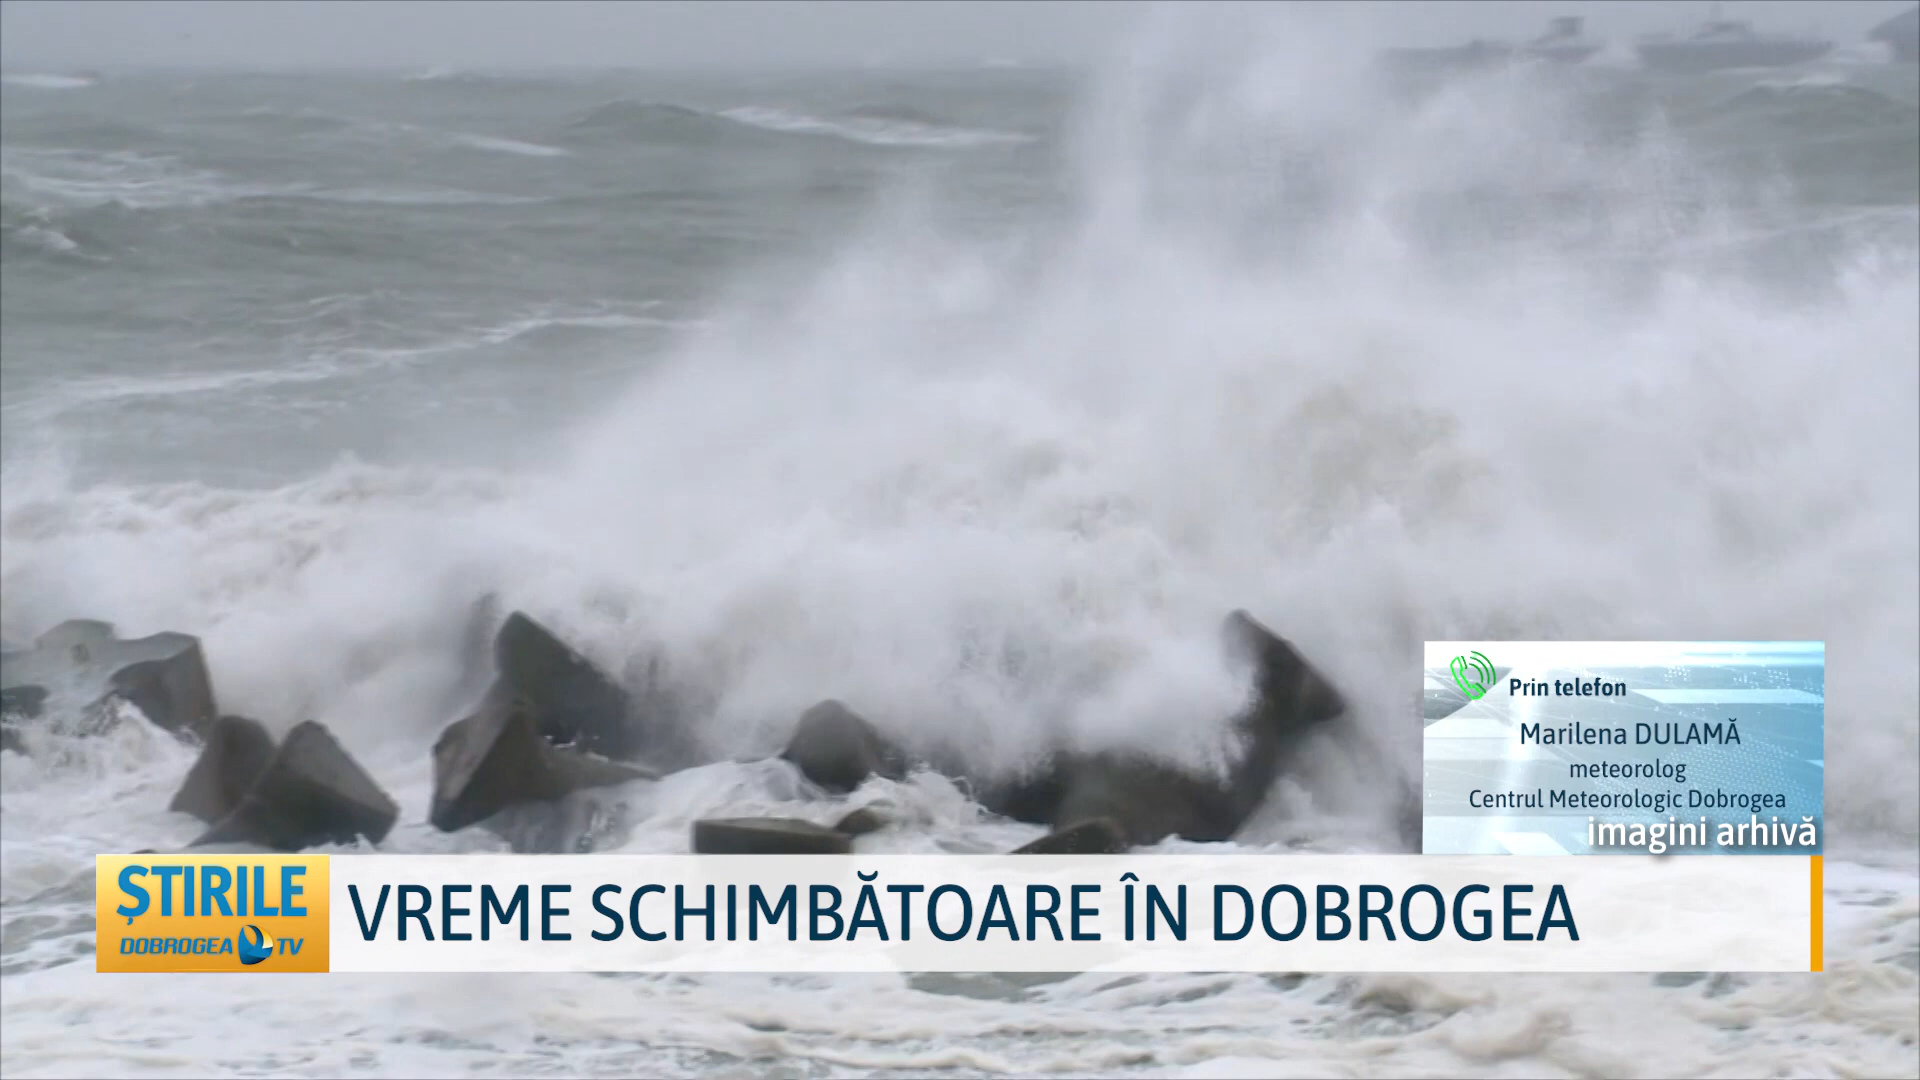 Prin telefon
Marilena DULAMĂ
meteorolog
Centrul Meteorologic Dobrogea
imagini arhivă
ȘTIRILE
DOBROGEA TV
VREME SCHIMBĂTOARE ÎN DOBROGEA